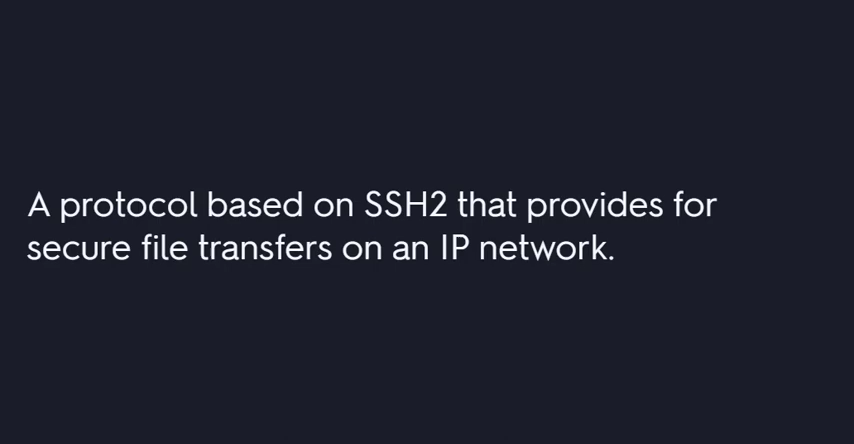 A protocol based on SSH2 that provides for
secure file transfers on an IP network.